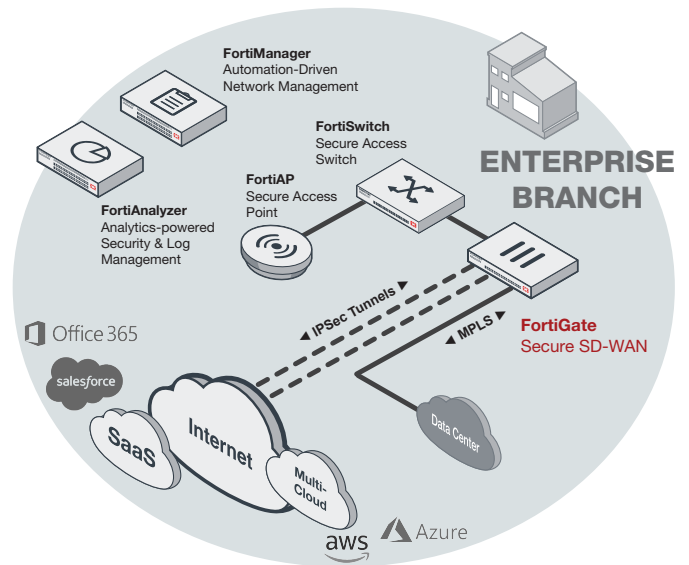 FortiManager
Automation-Driven
Network Management
FortiSwitch
Secure Access
Switch
ENTERPRISE
BRANCH
FortiAP
Secure Access
Point
FortiAnalyzer
Analytics-powered
Security & Log
Management
◀ IPSec Tunnels ▶
◀ MPLS ▶
FortiGate
Secure SD-WAN
Office 365
salesforce
SaaS
Internet
Multi-
Cloud
Data Center
aws
Azure